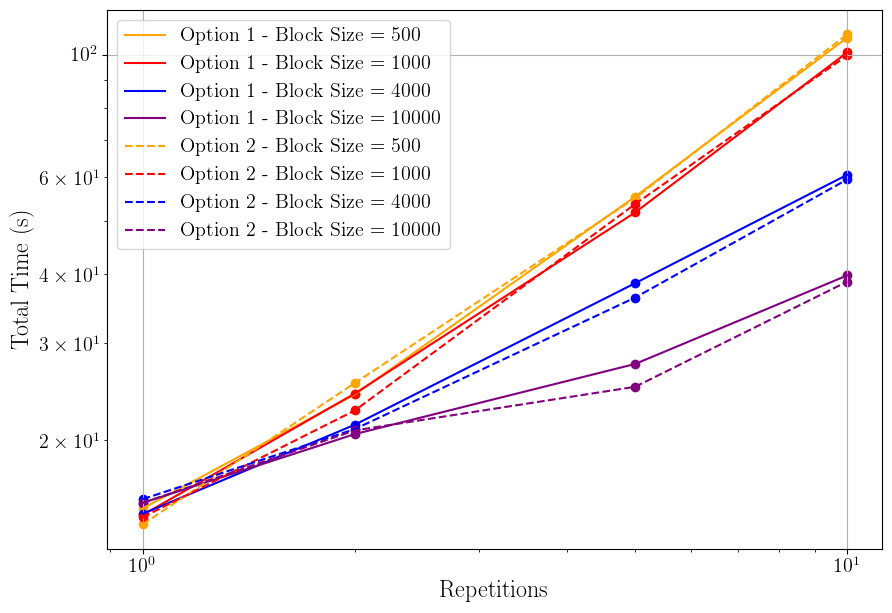 Option 1 - Block Size = 500
Option 1 - Block Size = 1000
Option 1 - Block Size = 4000
Option 1 - Block Size = 10000
Option 2 - Block Size = 500
Option 2 - Block Size = 1000
Option 2 - Block Size = 4000
Option 2 - Block Size = 10000
10²
6 × 10¹
4 × 10¹
3 × 10¹
2 × 10¹
Total Time (s)
10⁰ 10¹
Repetitions